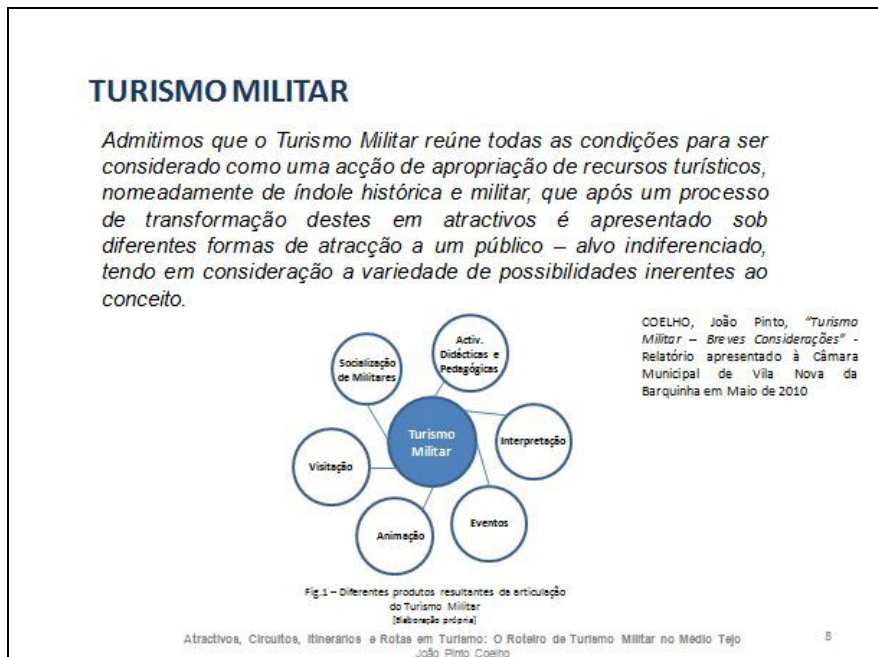 TURISMO MILITAR
Admitimos que o Turismo Militar reúne todas as condições para ser
considerado como uma acção de apropriação de recursos turísticos,
nomeadamente de índole histórica e militar, que após um processo
de transformação destes em atractivos é apresentado sob
diferentes formas de atracção a um público – alvo indiferenciado,
tendo em consideração a variedade de possibilidades inerentes ao
conceito.
COELHO, João Pinto, "Turismo
Militar – Breves Considerações" -
Relatório apresentado à Câmara
Municipal de Vila Nova da
Barquinha em Maio de 2010
Activ.
Didácticas e
Pedagógicas
Socialização
de Militares
Turismo
Militar
Interpretação
Visitação
Eventos
Animação
Fig.1 – Diferentes produtos resultantes da articulação
do Turismo Militar
[Elaboração própria]
Atractivos, Circuitos, Itinerários e Rotas em Turismo: O Roteiro de Turismo Militar no Médio Tejo
João Pinto Coelho
8